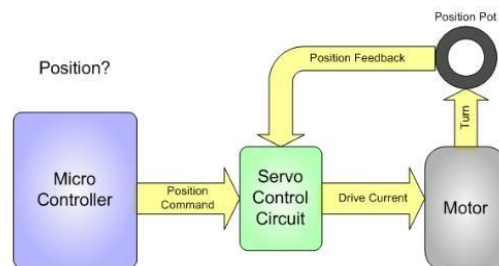 Position Pot
Position Feedback
Position?
Turn
Micro
Controller
Position
Command
Servo
Control
Circuit
Drive Current
Motor